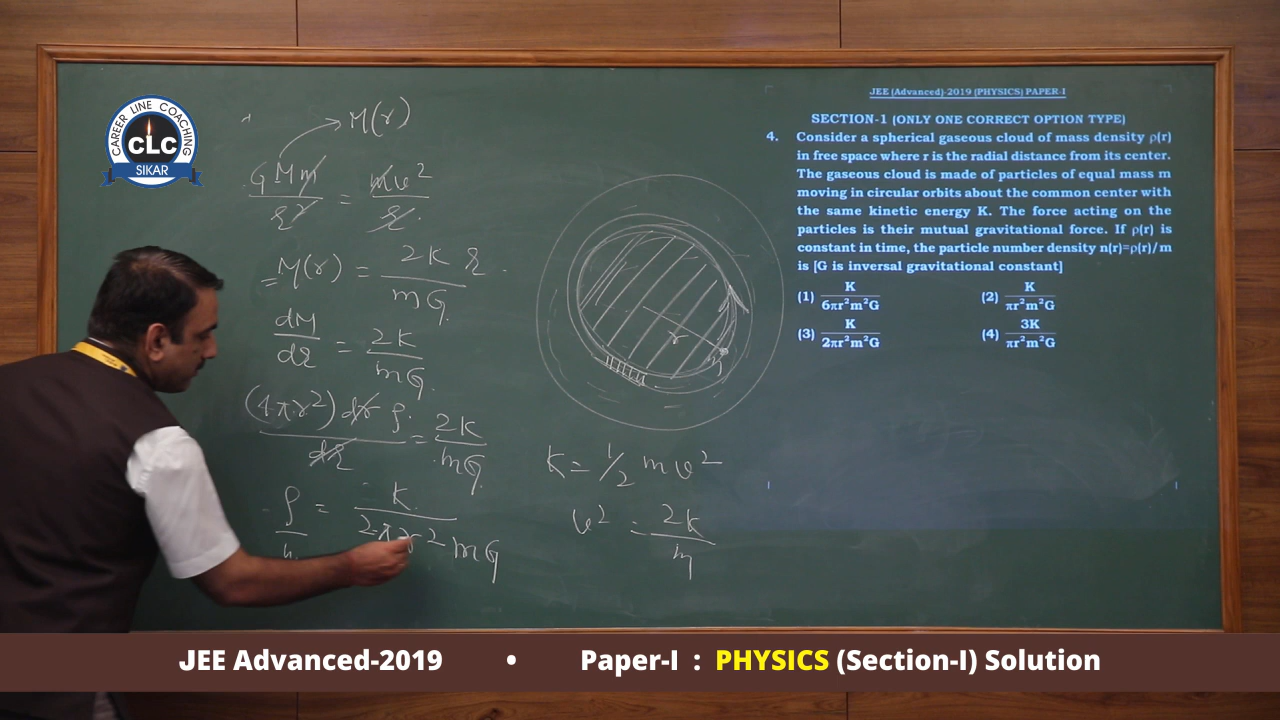 CAREER LINE COACHING
CLC
SIKAR
→ M(r)
G M m / r² = m v² / r
M(r) = 2K / mG r
dM / dr = 2K / mG
(4πr²) dr ρ / dr = 2K / mG
ρ / m = K / 2πr² mG
r
m
K = 1/2 m v²
v² = 2K / m
JEE (Advanced)-2019 (PHYSICS) PAPER-I
SECTION-1 (ONLY ONE CORRECT OPTION TYPE)
4. Consider a spherical gaseous cloud of mass density ρ(r)
in free space where r is the radial distance from its center.
The gaseous cloud is made of particles of equal mass m
moving in circular orbits about the common center with
the same kinetic energy K. The force acting on the
particles is their mutual gravitational force. If ρ(r) is
constant in time, the particle number density n(r)=ρ(r)/m
is [G is inversal gravitational constant]
(1) K / 6πr²m²G (2) K / πr²m²G
(3) K / 2πr²m²G (4) 3K / πr²m²G
JEE Advanced-2019 • Paper-I : PHYSICS (Section-I) Solution